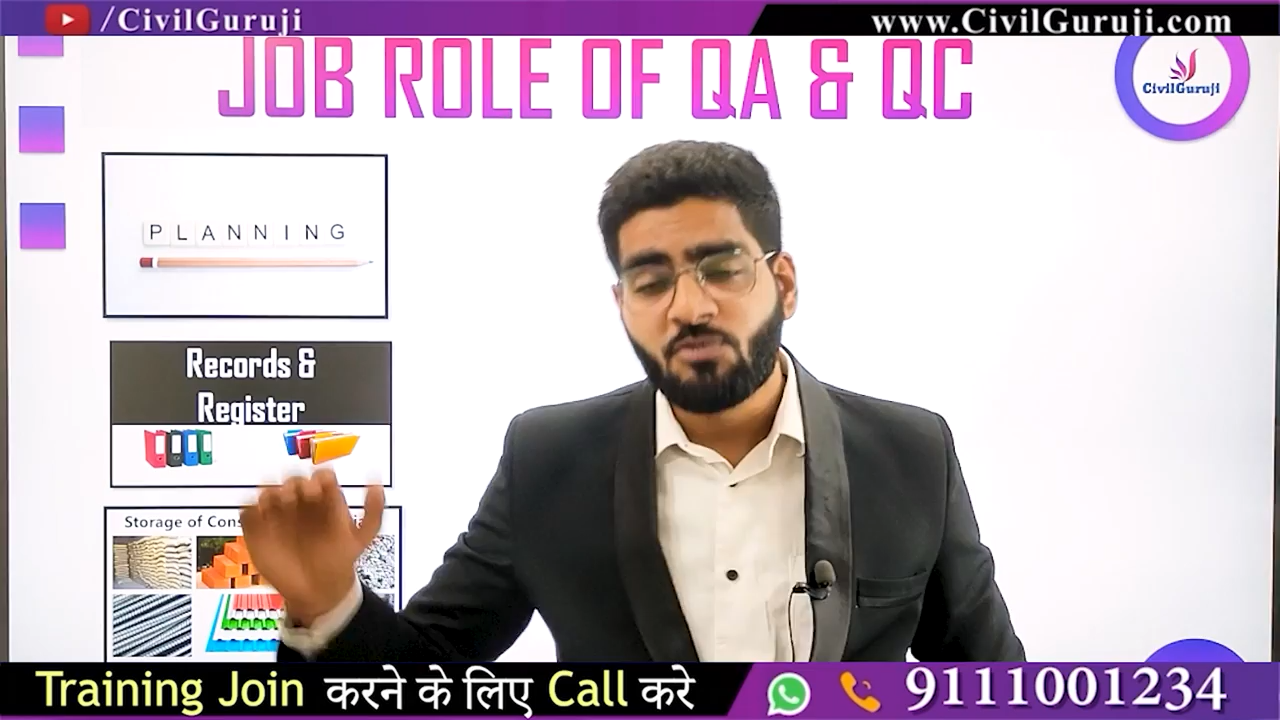 /CivilGuruji
www.CivilGuruji.com
JOB ROLE OF QA & QC
CivilGuruji
PLANNING
Records &
Register
Storage of
Training Join करने के लिए Call करे
9111001234